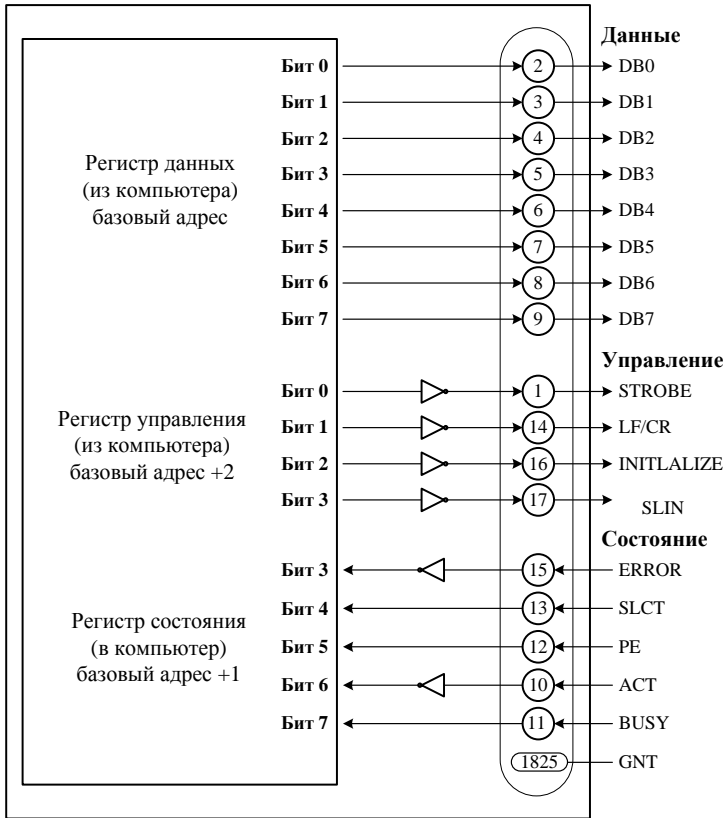 Данные
Бит 0 2 DB0
Бит 1 3 DB1
Бит 2 4 DB2
Регистр данных
(из компьютера)
базовый адрес
Бит 3 5 DB3
Бит 4 6 DB4
Бит 5 7 DB5
Бит 6 8 DB6
Бит 7 9 DB7
Управление
Регистр управления
(из компьютера)
базовый адрес +2
Бит 0 1 STROBE
Бит 1 14 LF/CR
Бит 2 16 INITLALIZE
Бит 3 17 SLIN
Состояние
Регистр состояния
(в компьютер)
базовый адрес +1
Бит 3 15 ERROR
Бит 4 13 SLCT
Бит 5 12 PE
Бит 6 10 ACT
Бит 7 11 BUSY
1825 GNT